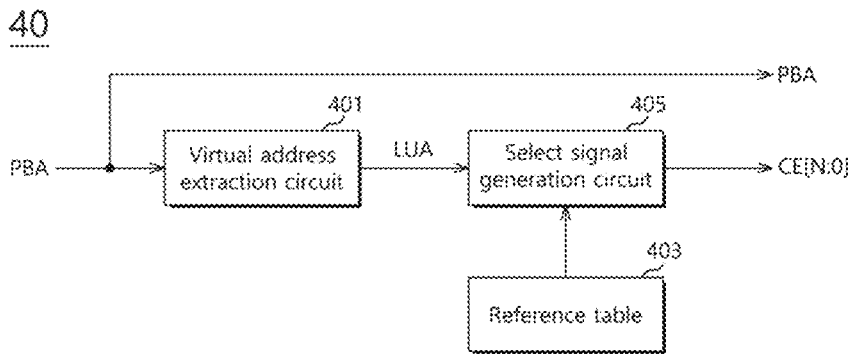 40
PBA
401
405
PBA
Virtual address
extraction circuit
LUA
Select signal
generation circuit
CE[N:0]
403
Reference table